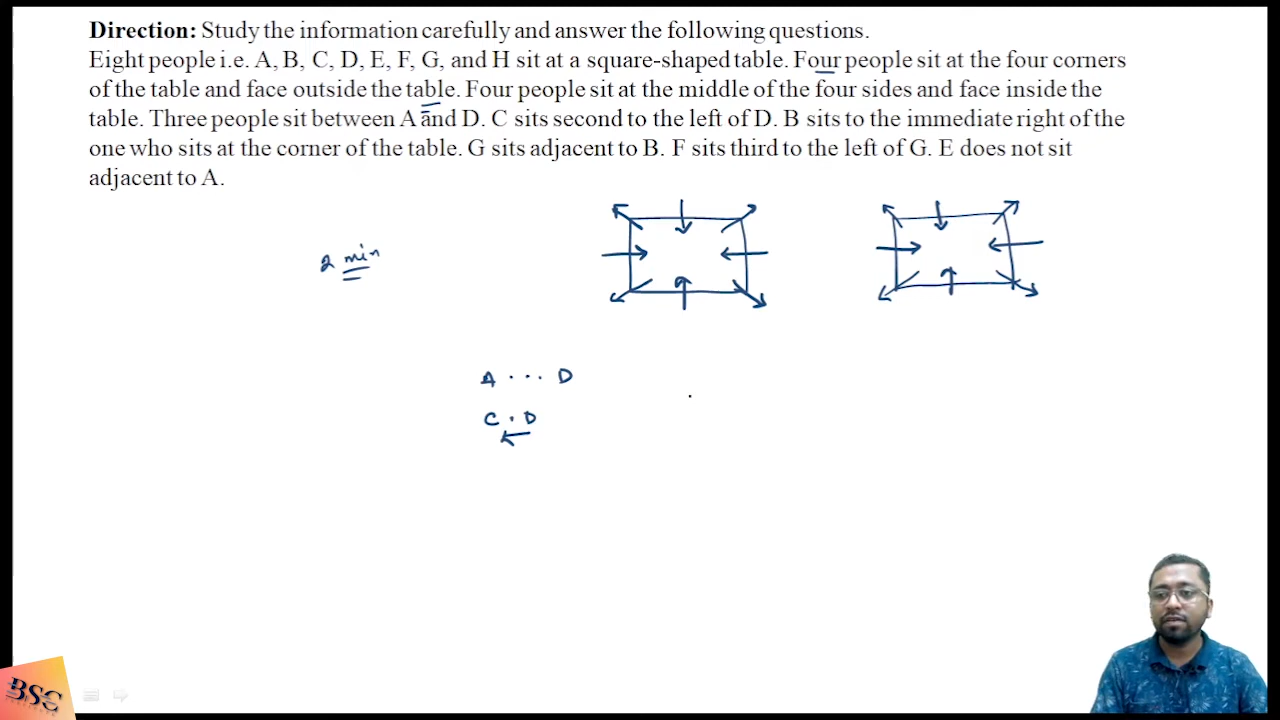 Direction: Study the information carefully and answer the following questions.
Eight people i.e. A, B, C, D, E, F, G, and H sit at a square-shaped table. Four people sit at the four corners
of the table and face outside the table. Four people sit at the middle of the four sides and face inside the
table. Three people sit between A and D. C sits second to the left of D. B sits to the immediate right of the
one who sits at the corner of the table. G sits adjacent to B. F sits third to the left of G. E does not sit
adjacent to A.
2 min
A . . . D
C . D
BSC